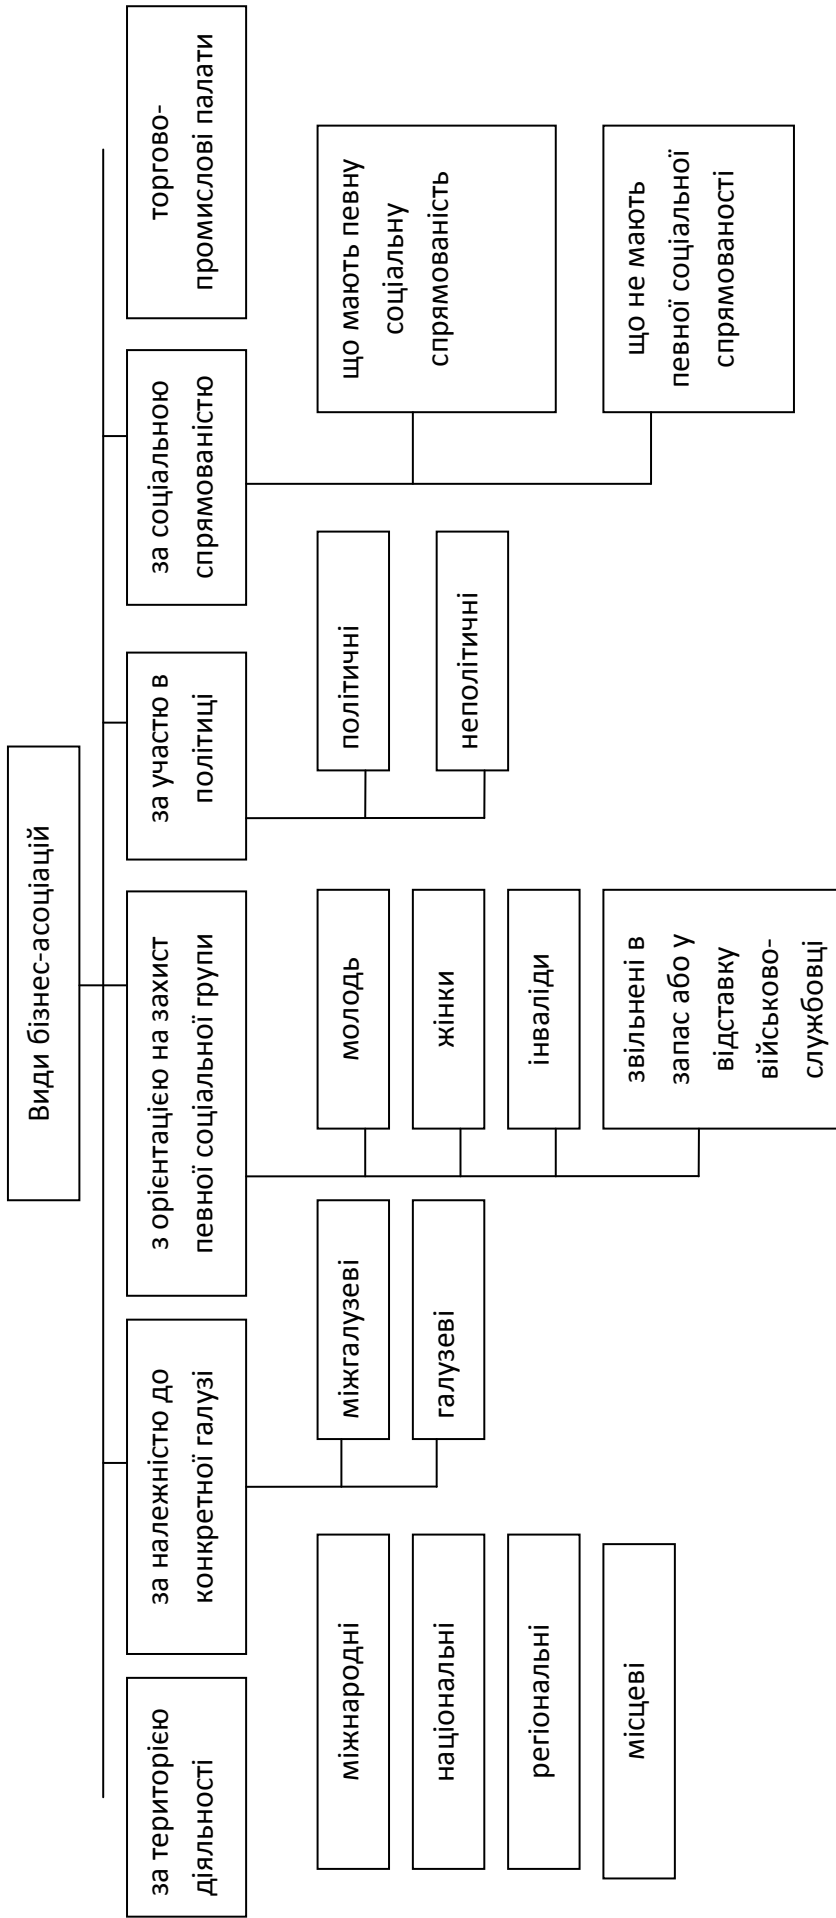 Види бізнес-асоціацій
за територією
діяльності
за належністю до
конкретної галузі
з орієнтацією на захист
певної соціальної групи
за участю в
політиці
за соціальною
спрямованістю
торгово-
промислові палати
міжнародні
національні
регіональні
місцеві
міжгалузеві
галузеві
молодь
жінки
інваліди
звільнені в
запас або у
відставку
військово-
службовці
політичні
неполітичні
що мають певну
соціальну
спрямованість
що не мають
певної соціальної
спрямованості